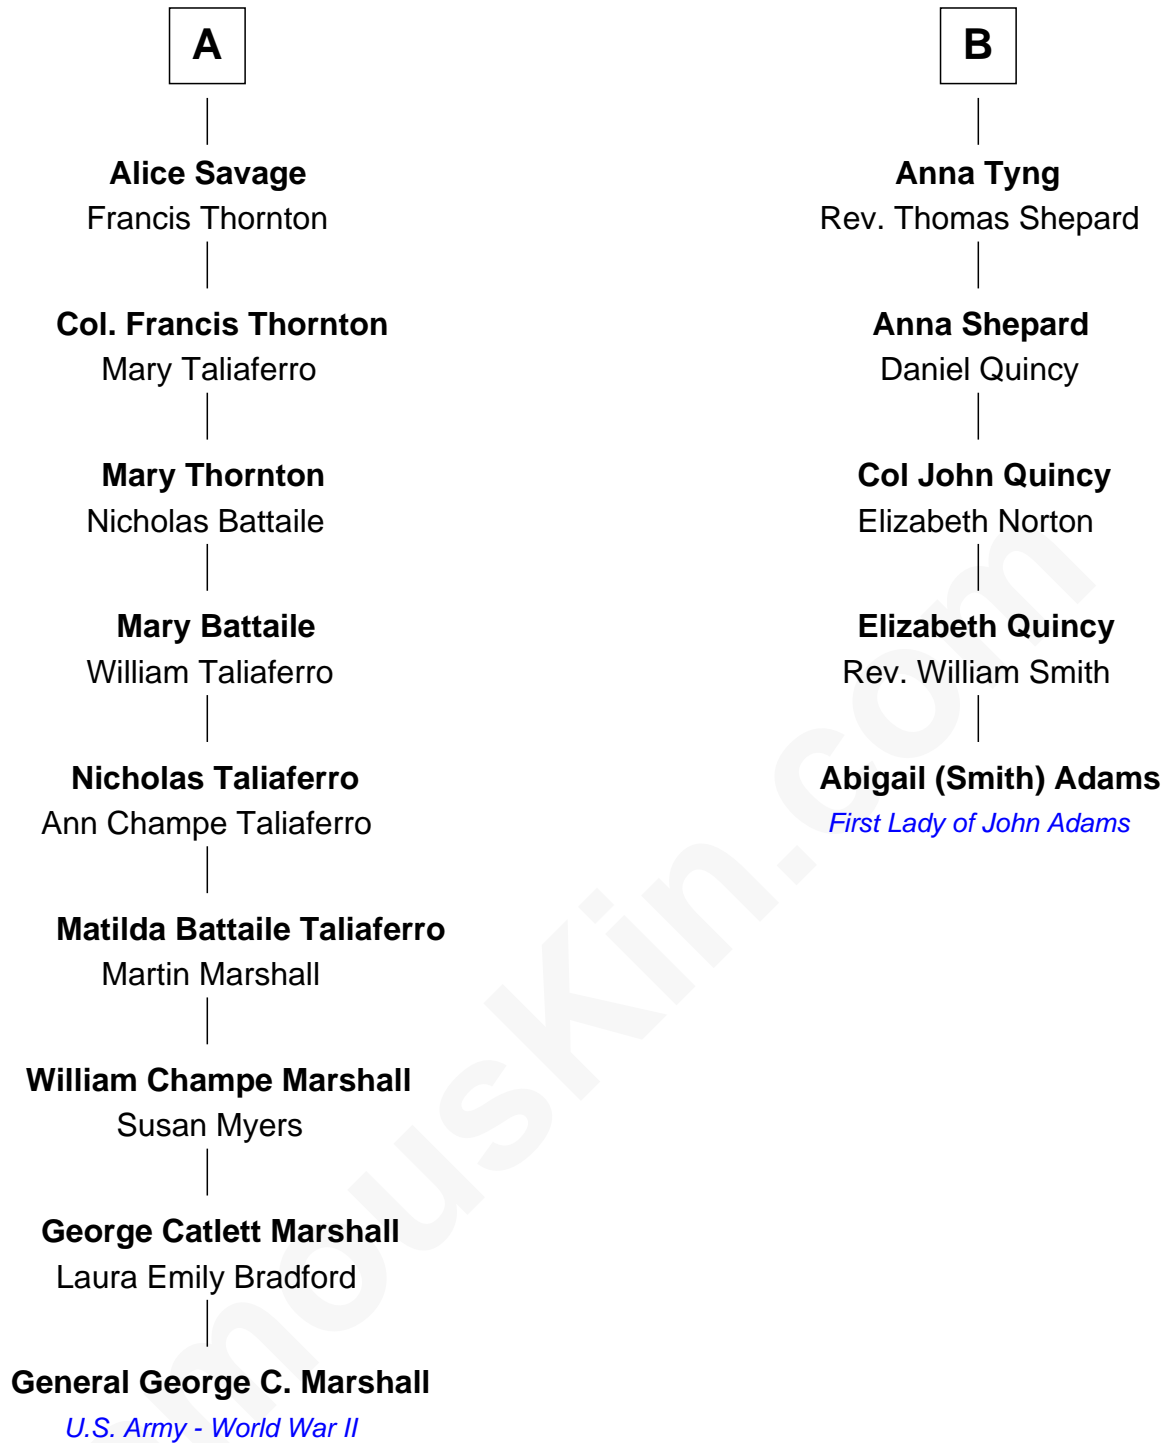 A
Alice Savage
Francis Thornton
Col. Francis Thornton
Mary Taliaferro
Mary Thornton
Nicholas Battaile
Mary Battaile
William Taliaferro
Nicholas Taliaferro
Ann Champe Taliaferro
Matilda Battaile Taliaferro
Martin Marshall
William Champe Marshall
Susan Myers
George Catlett Marshall
Laura Emily Bradford
General George C. Marshall
U.S. Army - World War II
B
Anna Tyng
Rev. Thomas Shepard
Anna Shepard
Daniel Quincy
Col John Quincy
Elizabeth Norton
Elizabeth Quincy
Rev. William Smith
Abigail (Smith) Adams
First Lady of John Adams
mousKin.com